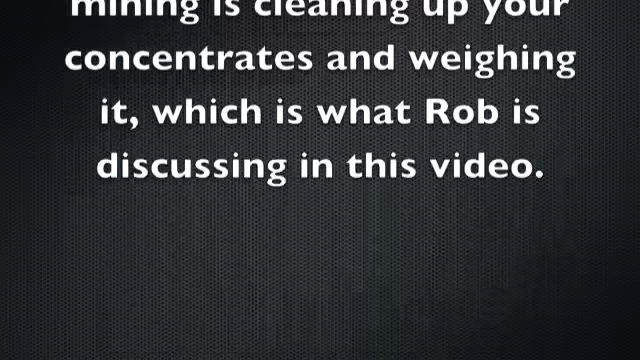 mining is cleaning up your
concentrates and weighing
it, which is what Rob is
discussing in this video.